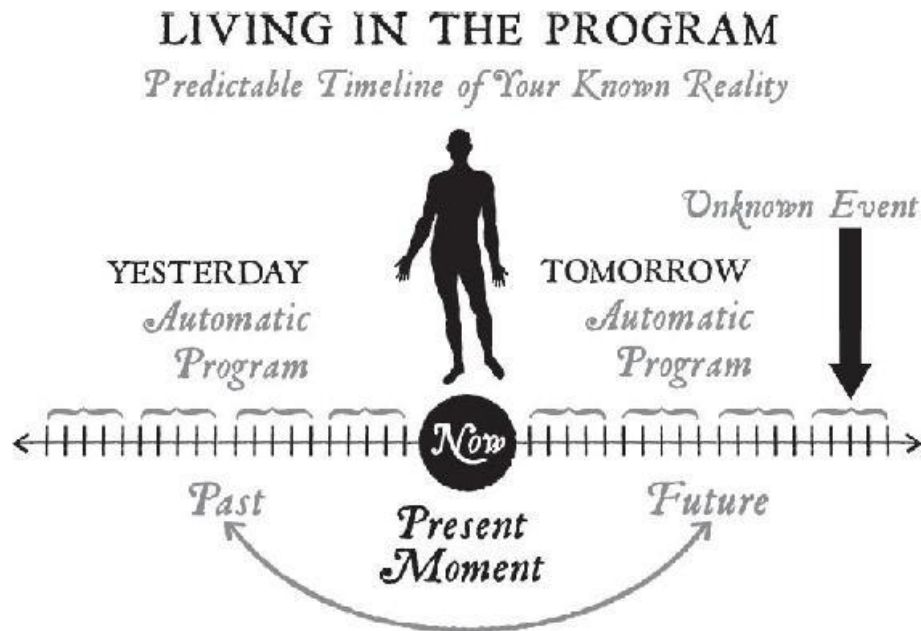 LIVING IN THE PROGRAM
Predictable Timeline of Your Known Reality
Unknown Event
YESTERDAY
Automatic
Program
TOMORROW
Automatic
Program
Now
Past
Present
Moment
Future